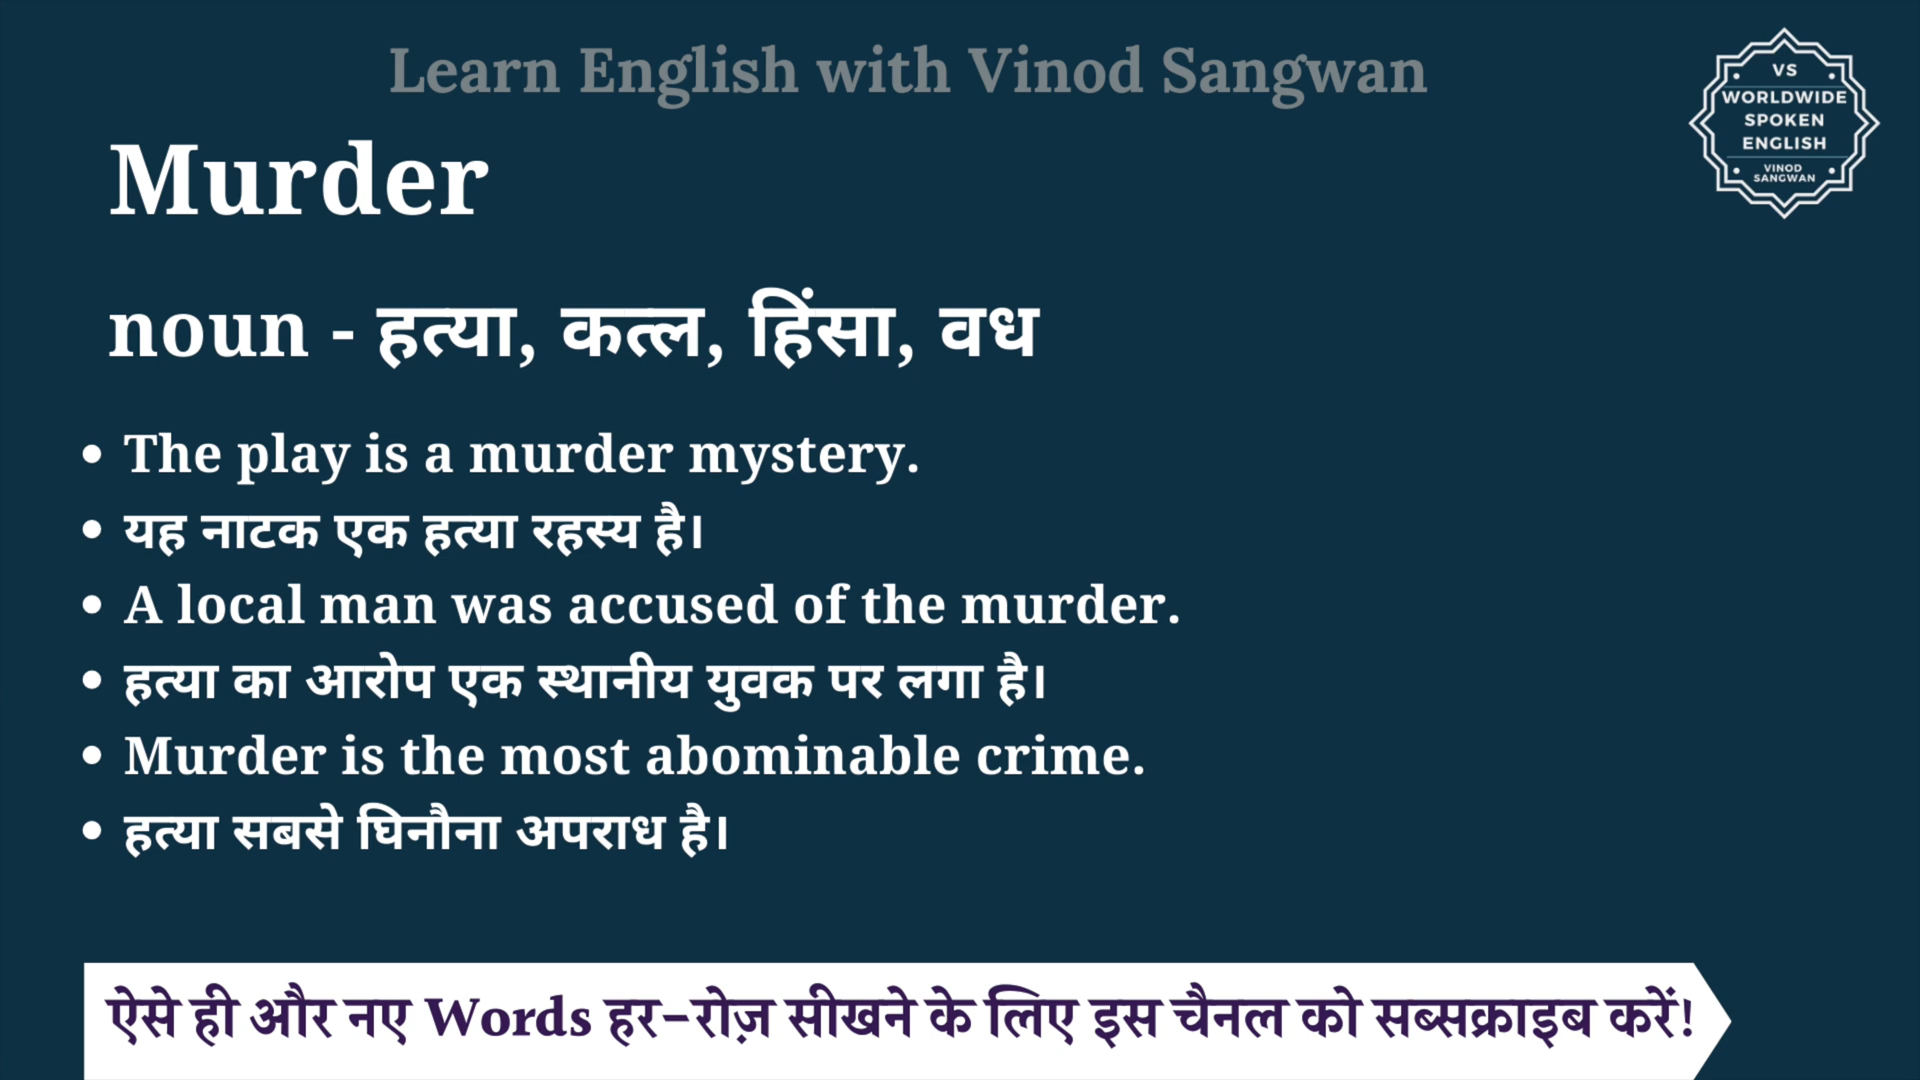 Learn English with Vinod Sangwan
VS
WORLDWIDE
SPOKEN
ENGLISH
VINOD
SANGWAN
Murder
noun - हत्या, कत्ल, हिंसा, वध
• The play is a murder mystery.
• यह नाटक एक हत्या रहस्य है।
• A local man was accused of the murder.
• हत्या का आरोप एक स्थानीय युवक पर लगा है।
• Murder is the most abominable crime.
• हत्या सबसे घिनौना अपराध है।
ऐसे ही और नए Words हर-रोज़ सीखने के लिए इस चैनल को सब्सक्राइब करें!